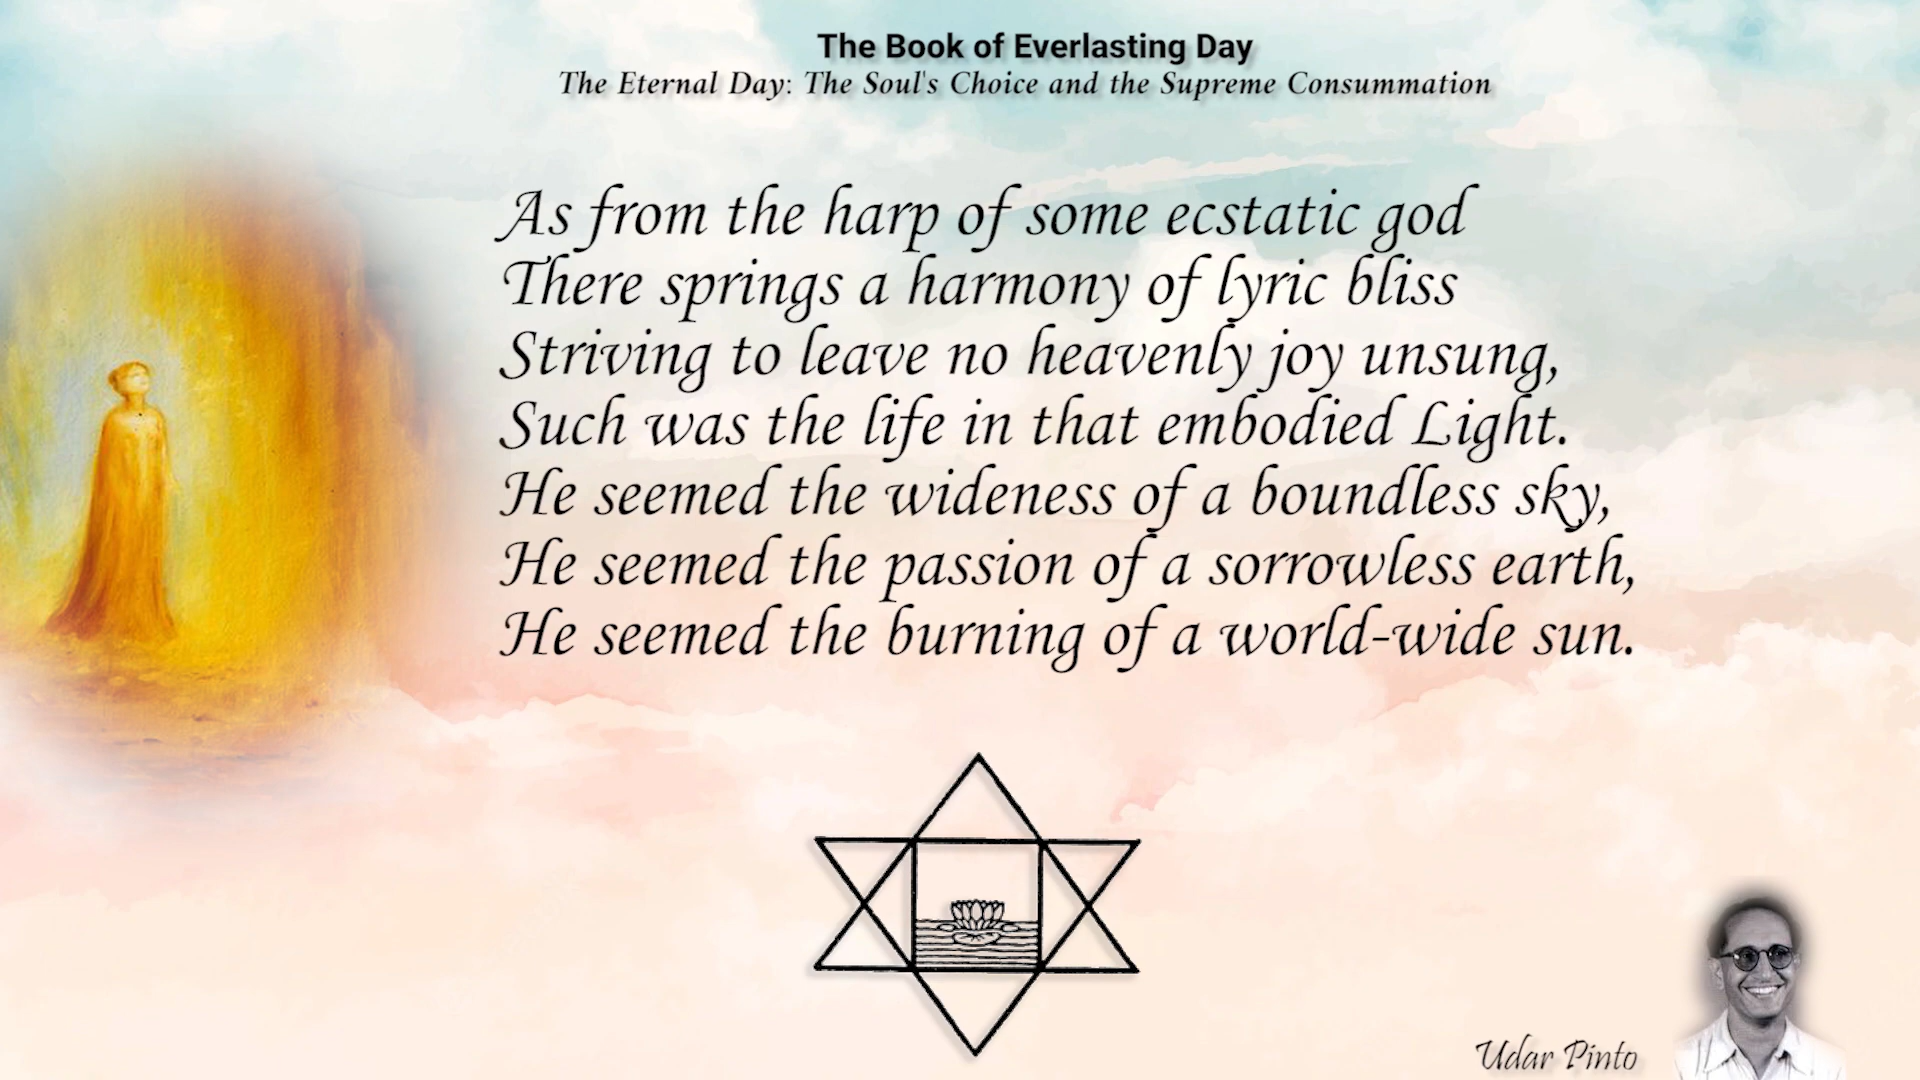 The Book of Everlasting Day
The Eternal Day: The Soul's Choice and the Supreme Consummation
As from the harp of some ecstatic god
There springs a harmony of lyric bliss
Striving to leave no heavenly joy unsung,
Such was the life in that embodied Light.
He seemed the wideness of a boundless sky,
He seemed the passion of a sorrowless earth,
He seemed the burning of a world-wide sun.
Udar Pinto